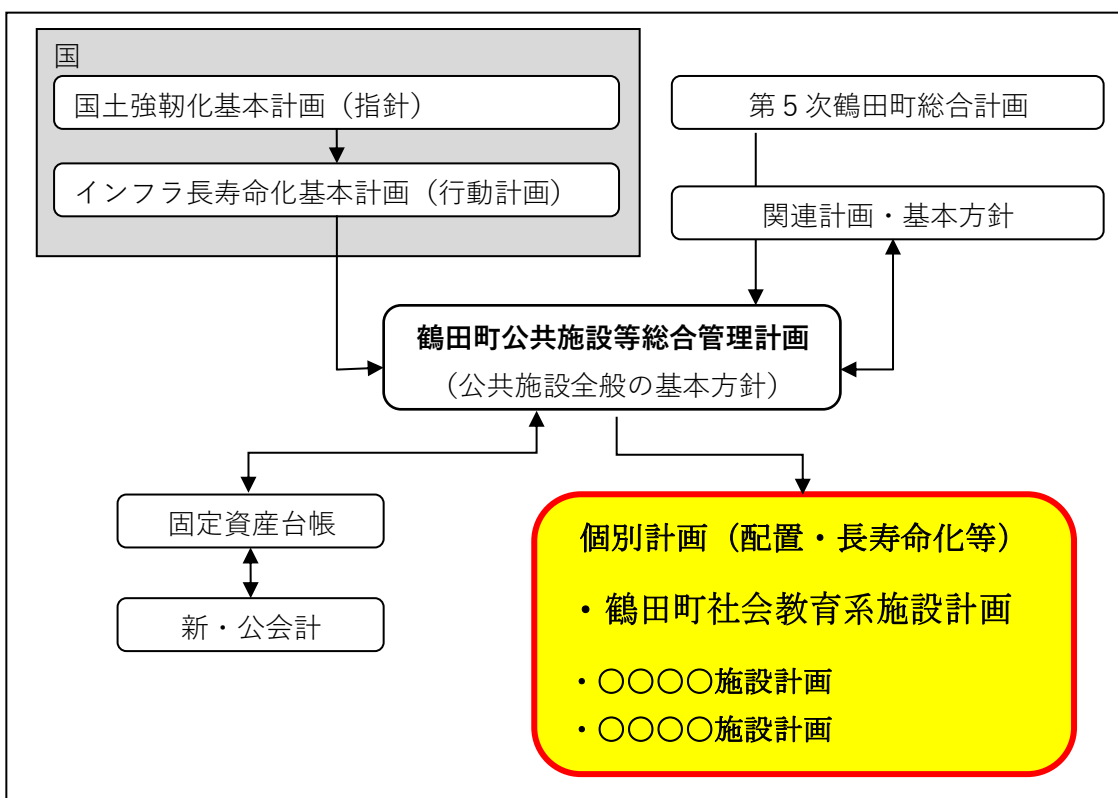 国
国土強靭化基本計画（指針）
インフラ長寿命化基本計画（行動計画）
第5次鶴田町総合計画
関連計画・基本方針
鶴田町公共施設等総合管理計画
（公共施設全般の基本方針）
固定資産台帳
新・公会計
個別計画（配置・長寿命化等）
・鶴田町社会教育系施設計画
・〇〇〇〇施設計画
・〇〇〇〇施設計画